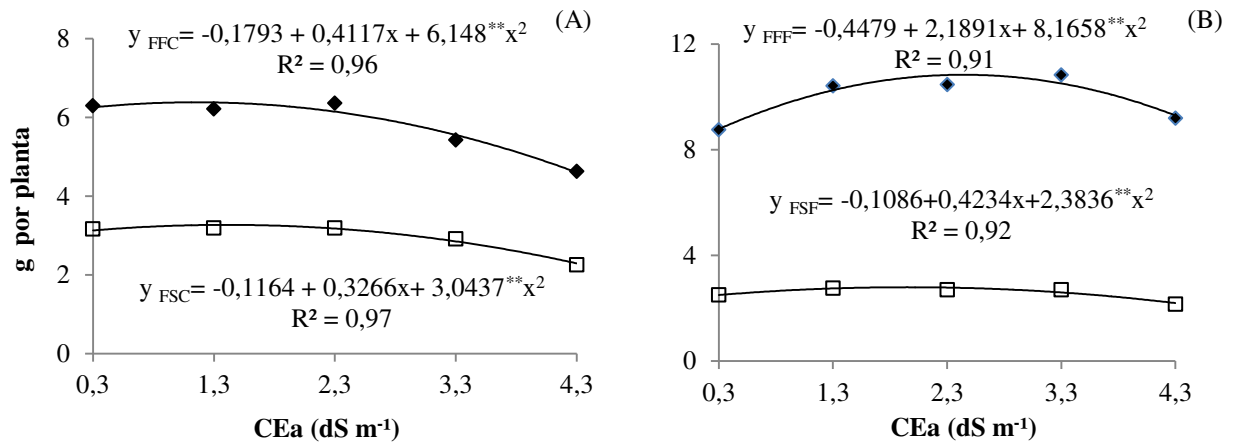 (A)
y FFC= -0,1793 + 0,4117x + 6,148**x²
R² = 0,96
8
6
4
2
0
g por planta
y FSC= -0,1164 + 0,3266x+ 3,0437**x²
R² = 0,97
0,3 1,3 2,3 3,3 4,3
CEa (dS m⁻¹)
(B)
y FFF= -0,4479 + 2,1891x+ 8,1658**x²
R² = 0,91
12
8
4
0
y FSF= -0,1086+0,4234x+2,3836**x²
R² = 0,92
0,3 1,3 2,3 3,3 4,3
CEa (dS m⁻¹)